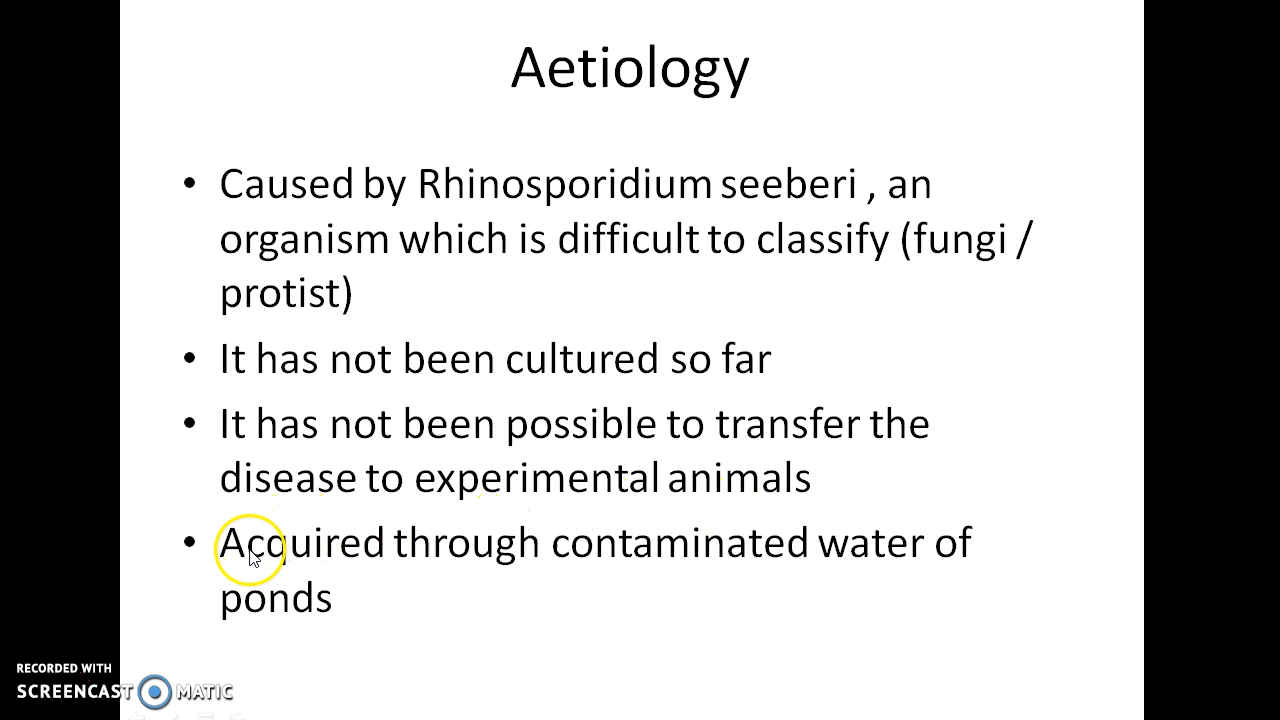 Aetiology
• Caused by Rhinosporidium seeberi , an
organism which is difficult to classify (fungi /
protist)
• It has not been cultured so far
• It has not been possible to transfer the
disease to experimental animals
• Acquired through contaminated water of
ponds
RECORDED WITH
SCREENCAST MATIC